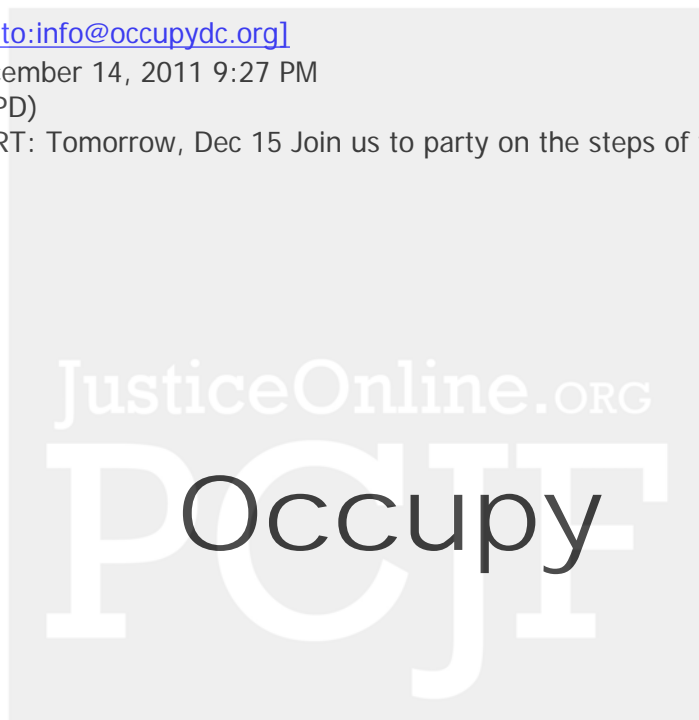 to:info@occupydc.org]
ember 14, 2011 9:27 PM
PD)
RT: Tomorrow, Dec 15 Join us to party on the steps of
JusticeOnline.ORG
PCJF
Occupy